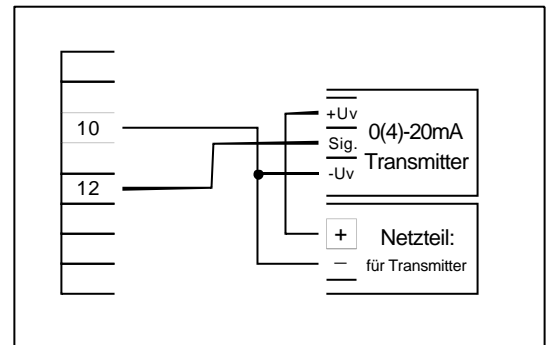 10
12
+Uv
Sig.
-Uv
0(4)-20mA
Transmitter
+
−
Netzteil:
für Transmitter